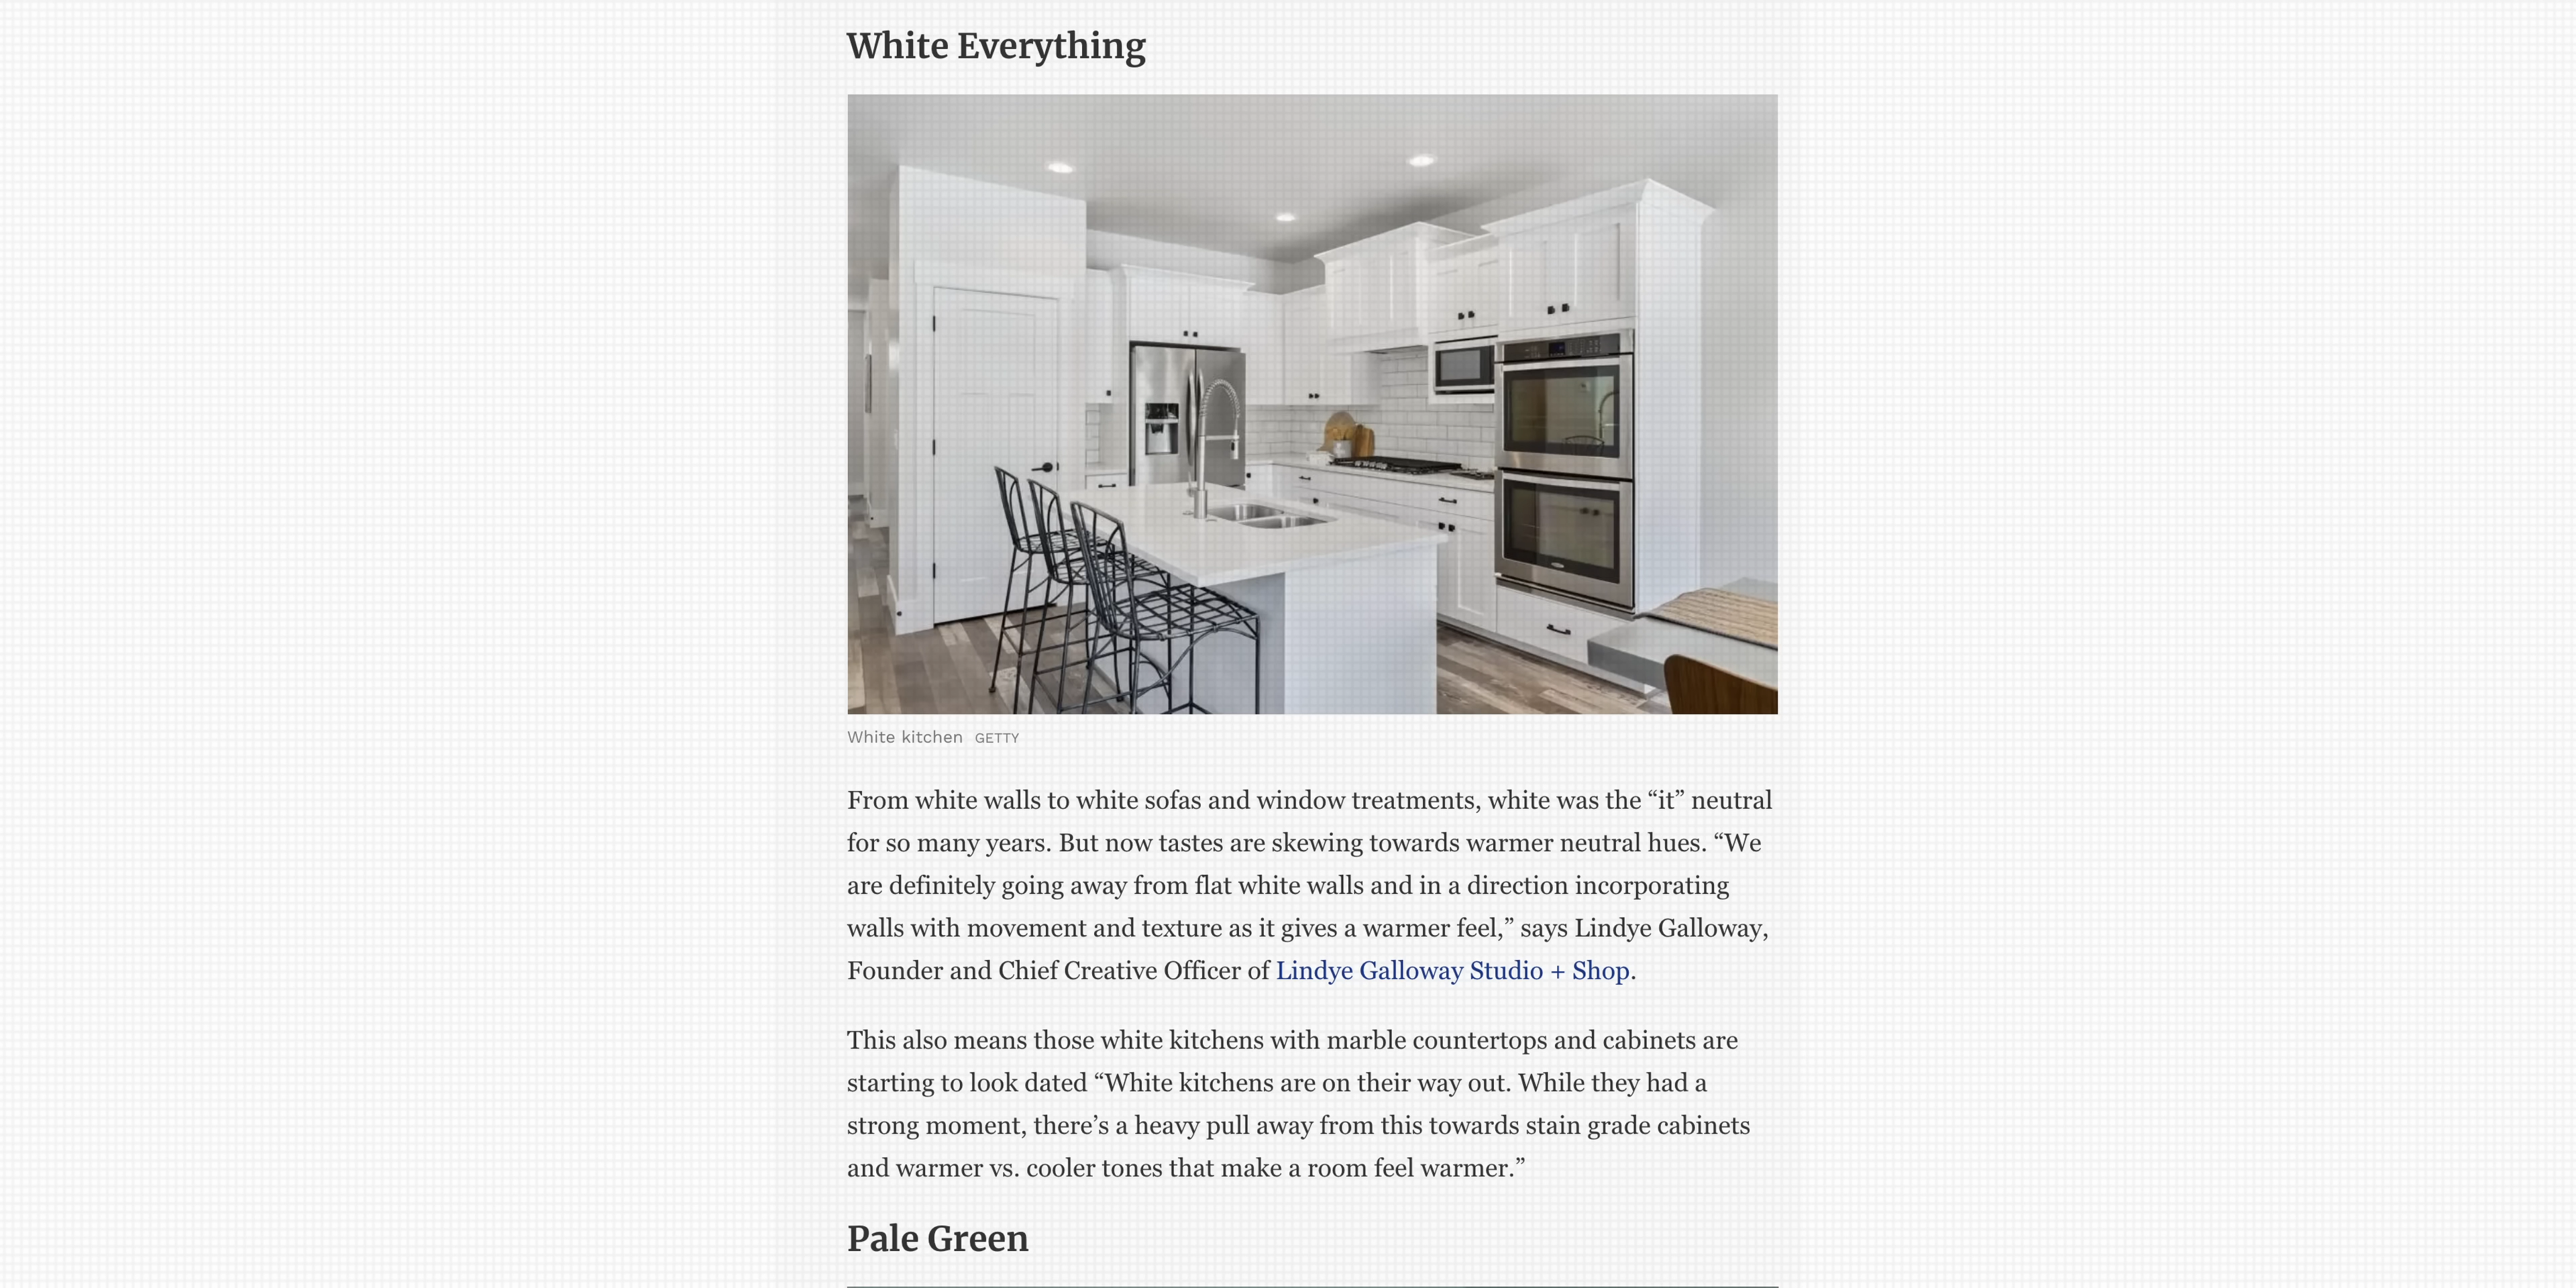 White Everything
White kitchen GETTY
From white walls to white sofas and window treatments, white was the “it” neutral
for so many years. But now tastes are skewing towards warmer neutral hues. “We
are definitely going away from flat white walls and in a direction incorporating
walls with movement and texture as it gives a warmer feel,” says Lindye Galloway,
Founder and Chief Creative Officer of Lindye Galloway Studio + Shop.
This also means those white kitchens with marble countertops and cabinets are
starting to look dated “White kitchens are on their way out. While they had a
strong moment, there’s a heavy pull away from this towards stain grade cabinets
and warmer vs. cooler tones that make a room feel warmer.”
Pale Green